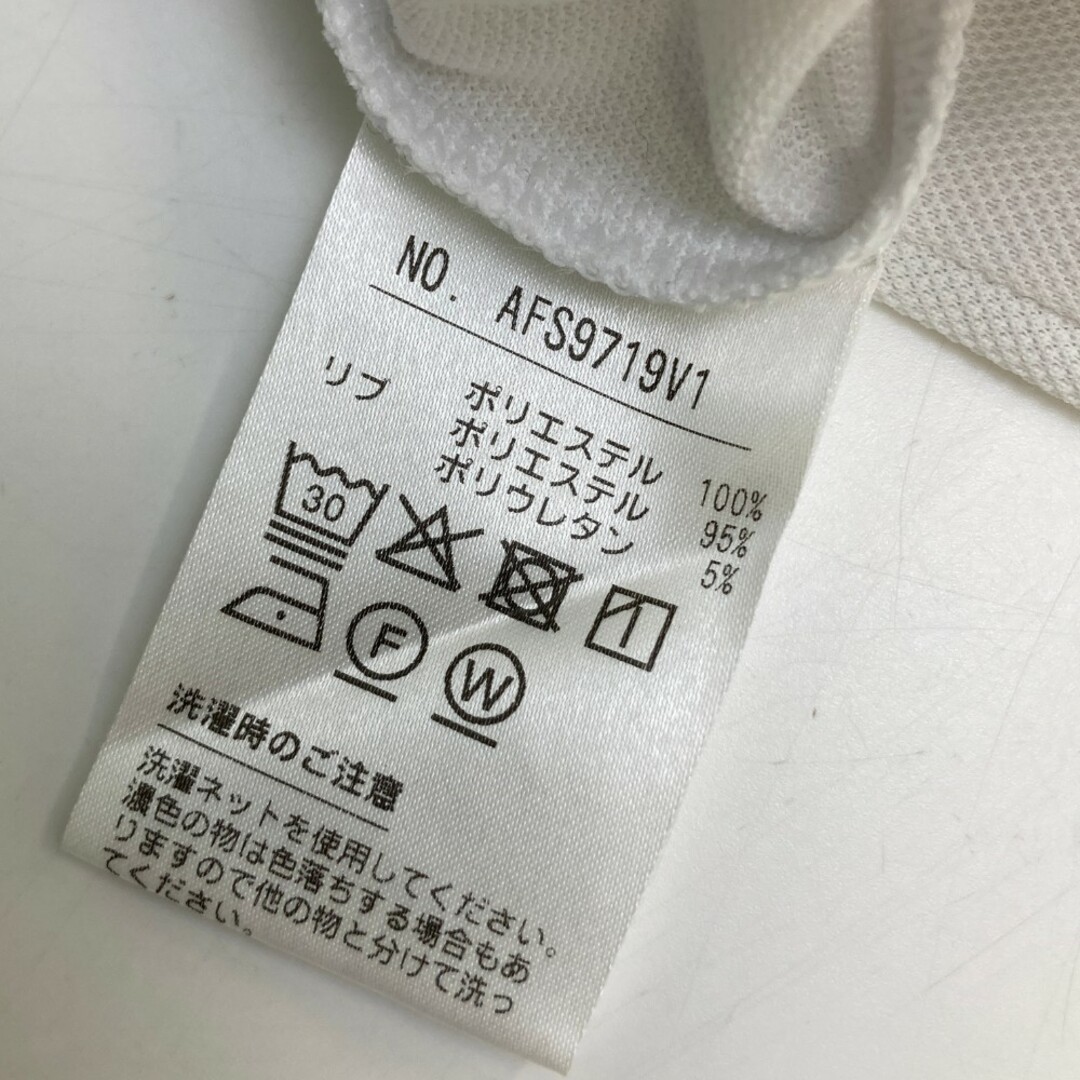 NO. AFS9719V1
ポリエステル 100%
リブ ポリエステル 95%
ポリウレタン 5%
30
F
W
洗濯時のご注意
洗濯ネットを使用してください。
濃色の物は色落ちする場合もあ
りますので他の物と分けて洗っ
てください。